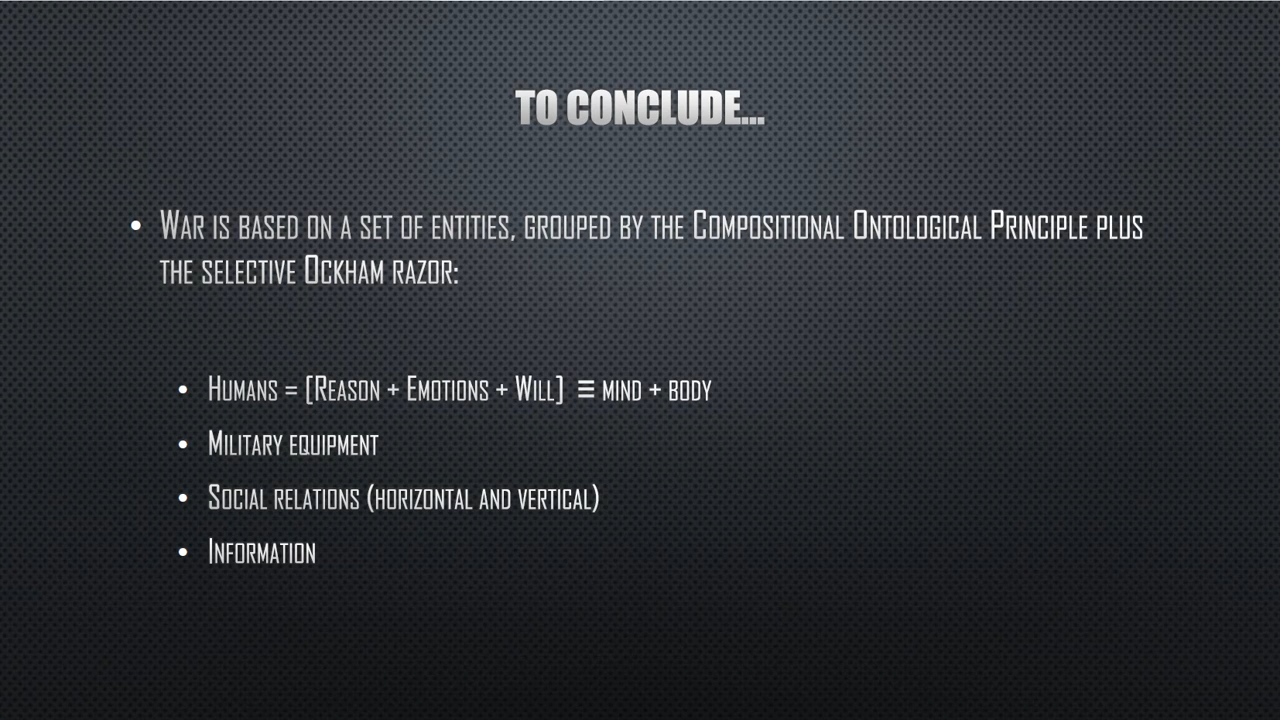 TO CONCLUDE...
• War is based on a set of entities, grouped by the Compositional Ontological Principle plus
the selective Ockham razor:
• Humans = [Reason + Emotions + Will] ≡ mind + body
• Military equipment
• Social relations (horizontal and vertical)
• Information